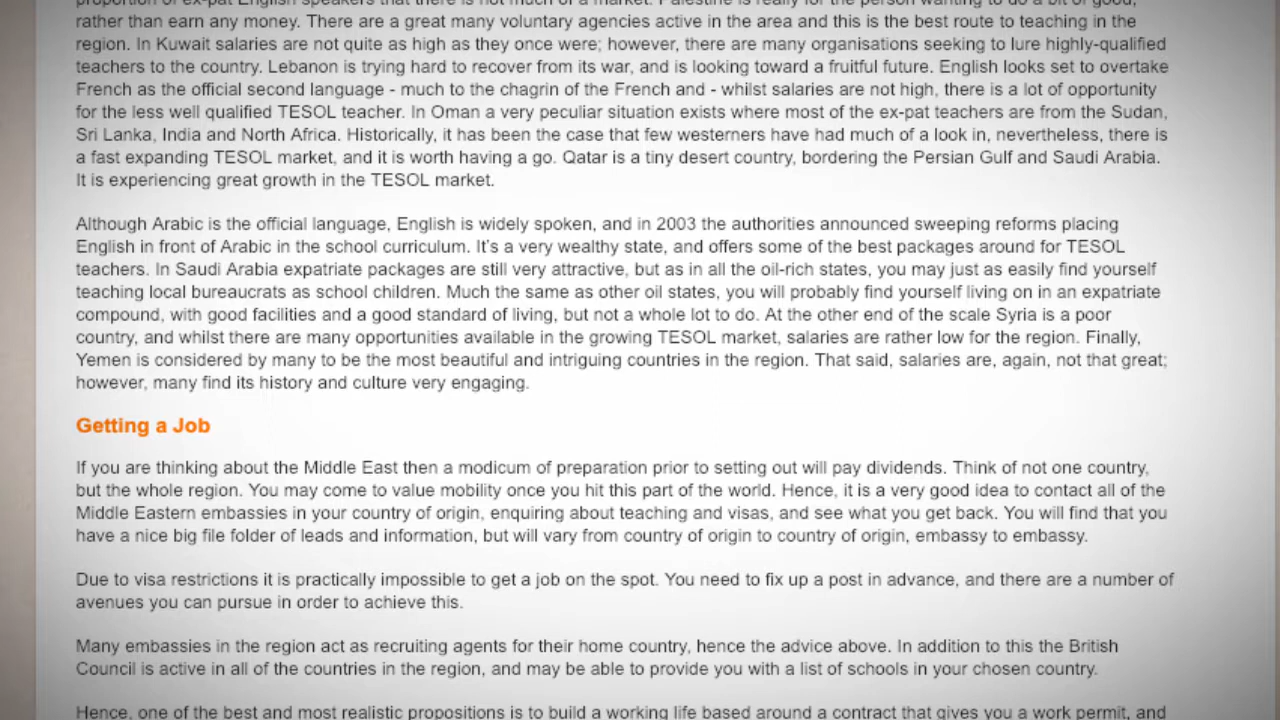 proportion of ex-pat English speakers that there is not much of a market. Palestine is really for the person wanting to do a bit of good,
rather than earn any money. There are a great many voluntary agencies active in the area and this is the best route to teaching in the
region. In Kuwait salaries are not quite as high as they once were; however, there are many organisations seeking to lure highly-qualified
teachers to the country. Lebanon is trying hard to recover from its war, and is looking toward a fruitful future. English looks set to overtake
French as the official second language - much to the chagrin of the French and - whilst salaries are not high, there is a lot of opportunity
for the less well qualified TESOL teacher. In Oman a very peculiar situation exists where most of the ex-pat teachers are from the Sudan,
Sri Lanka, India and North Africa. Historically, it has been the case that few westerners have had much of a look in, nevertheless, there is
a fast expanding TESOL market, and it is worth having a go. Qatar is a tiny desert country, bordering the Persian Gulf and Saudi Arabia.
It is experiencing great growth in the TESOL market.
Although Arabic is the official language, English is widely spoken, and in 2003 the authorities announced sweeping reforms placing
English in front of Arabic in the school curriculum. It's a very wealthy state, and offers some of the best packages around for TESOL
teachers. In Saudi Arabia expatriate packages are still very attractive, but as in all the oil-rich states, you may just as easily find yourself
teaching local bureaucrats as school children. Much the same as other oil states, you will probably find yourself living on in an expatriate
compound, with good facilities and a good standard of living, but not a whole lot to do. At the other end of the scale Syria is a poor
country, and whilst there are many opportunities available in the growing TESOL market, salaries are rather low for the region. Finally,
Yemen is considered by many to be the most beautiful and intriguing countries in the region. That said, salaries are, again, not that great;
however, many find its history and culture very engaging.
Getting a Job
If you are thinking about the Middle East then a modicum of preparation prior to setting out will pay dividends. Think of not one country,
but the whole region. You may come to value mobility once you hit this part of the world. Hence, it is a very good idea to contact all of the
Middle Eastern embassies in your country of origin, enquiring about teaching and visas, and see what you get back. You will find that you
have a nice big file folder of leads and information, but will vary from country of origin to country of origin, embassy to embassy.
Due to visa restrictions it is practically impossible to get a job on the spot. You need to fix up a post in advance, and there are a number of
avenues you can pursue in order to achieve this.
Many embassies in the region act as recruiting agents for their home country, hence the advice above. In addition to this the British
Council is active in all of the countries in the region, and may be able to provide you with a list of schools in your chosen country.
Hence, one of the best and most realistic propositions is to build a working life based around a contract that gives you a work permit, and